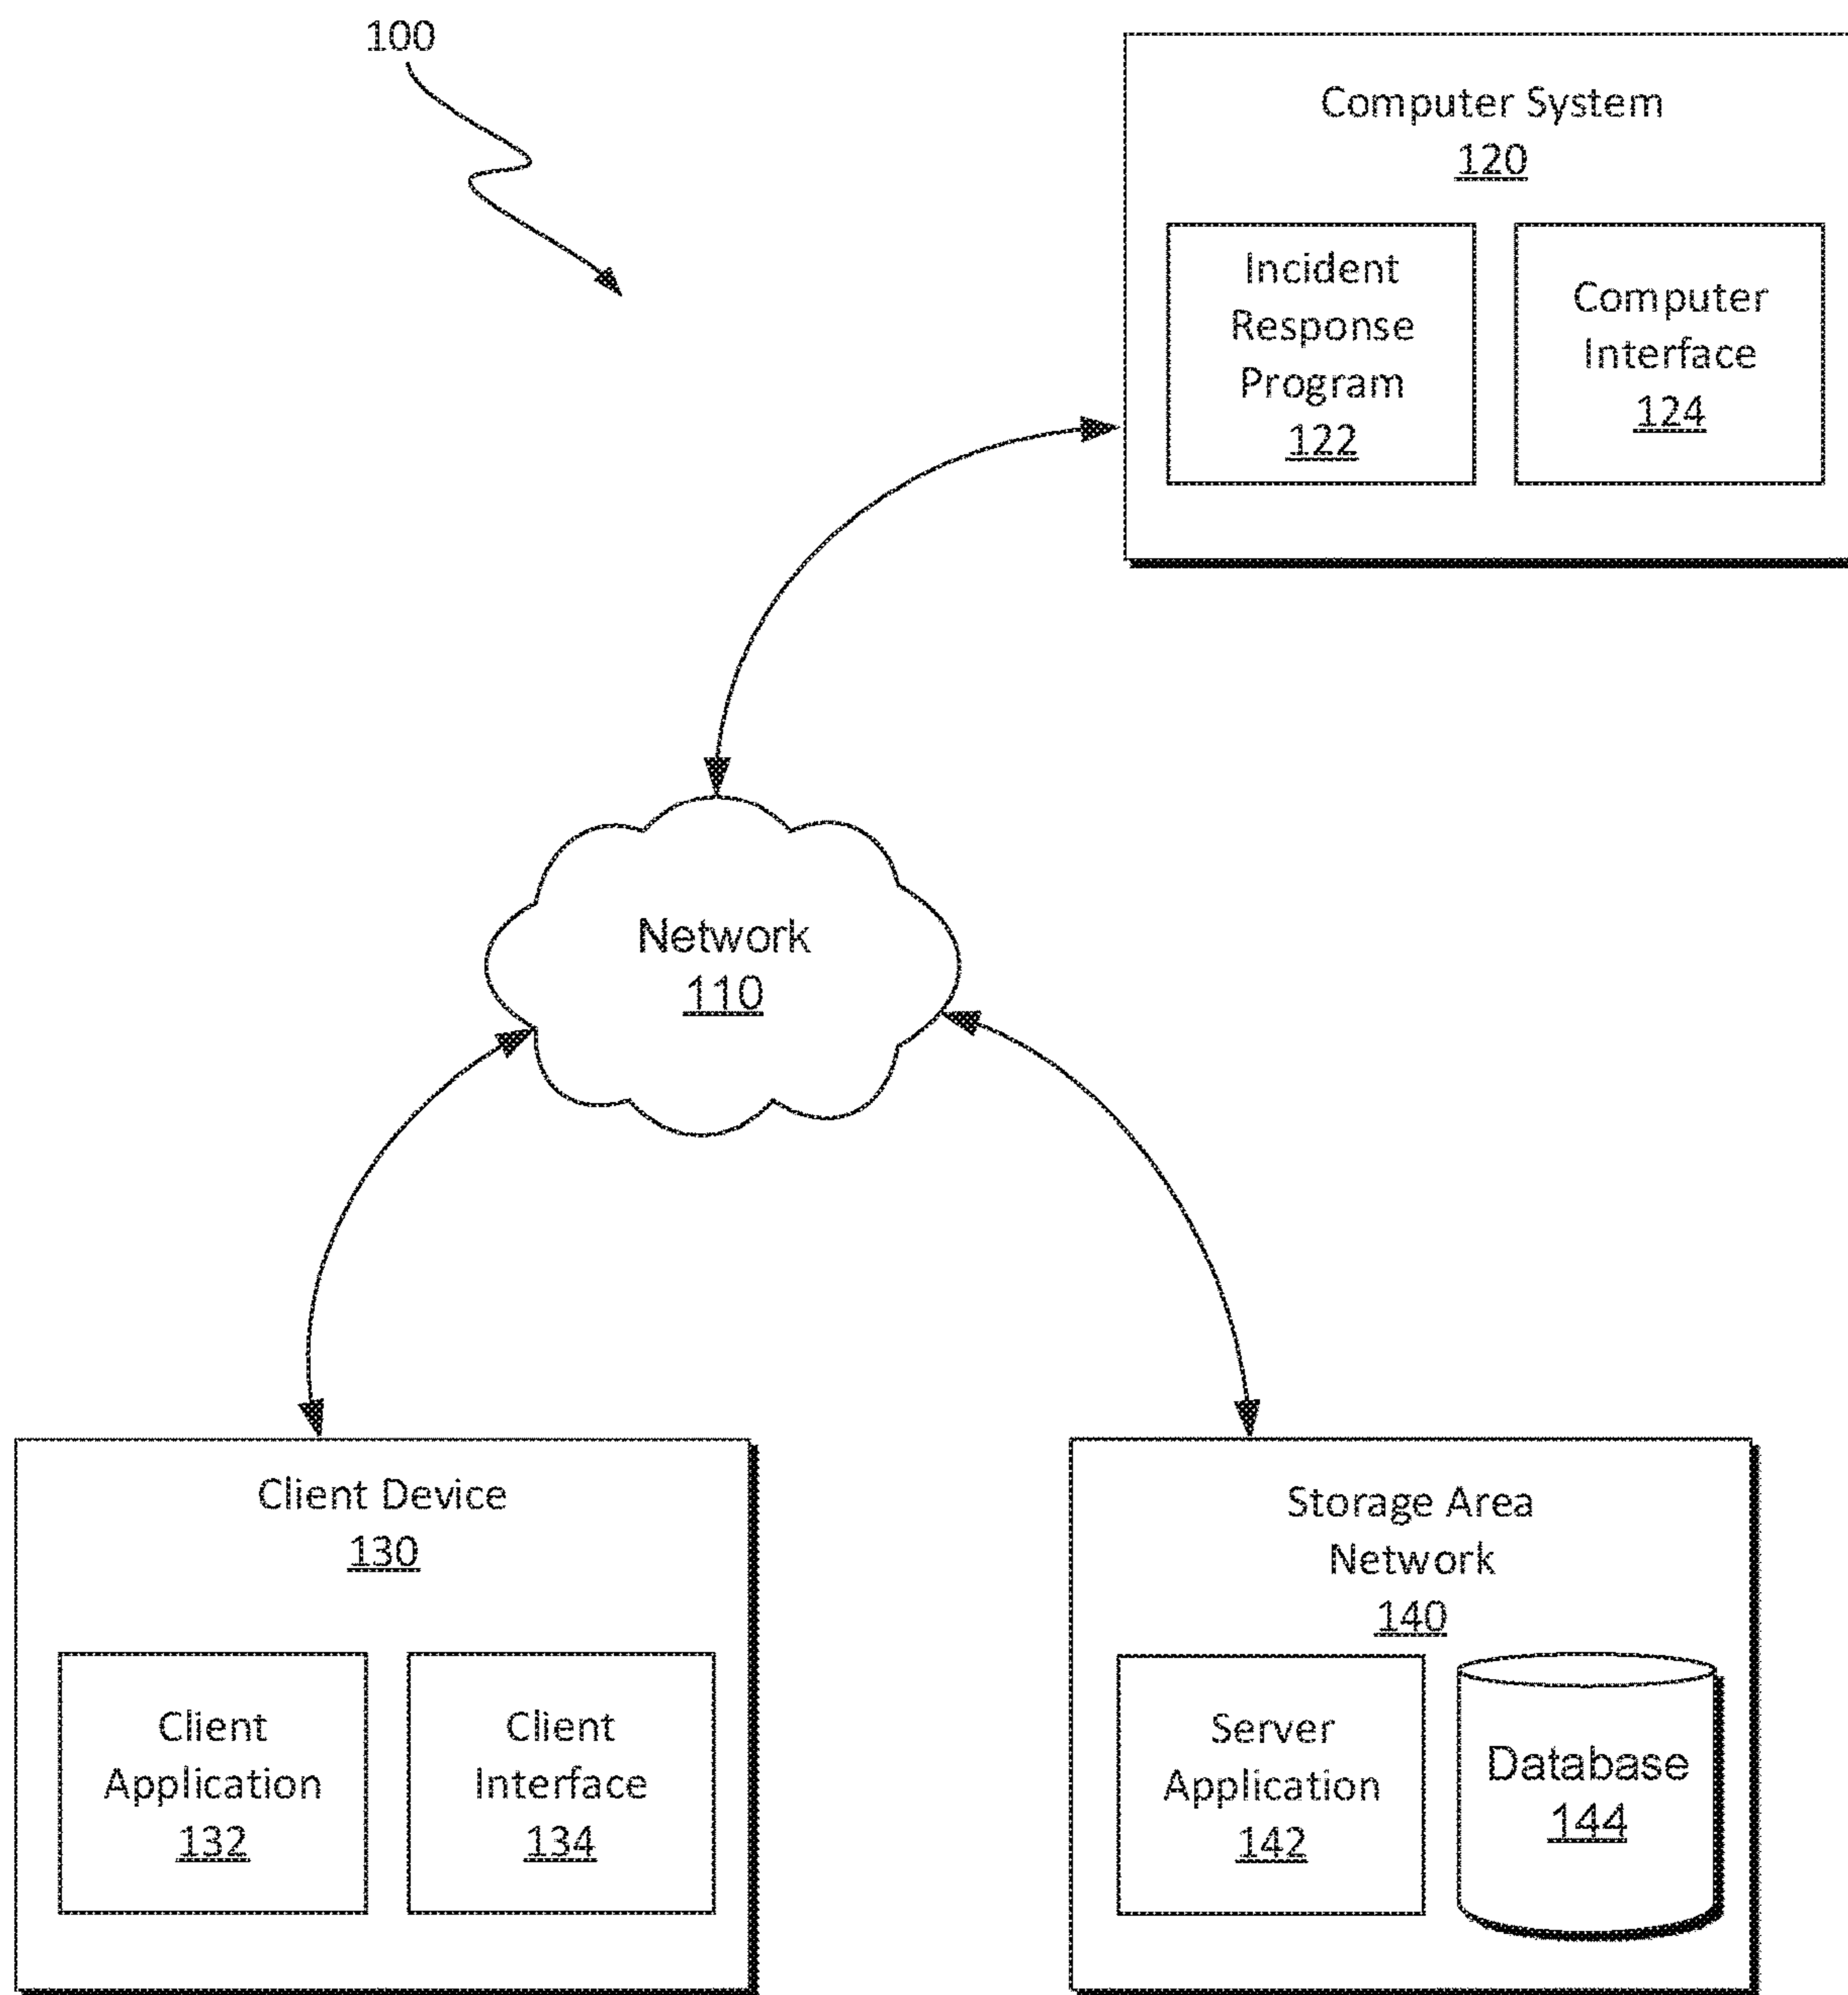 100
Computer System
120
Incident
Response
Program
122
Computer
Interface
124
Network
110
Client Device
130
Client
Application
132
Client
Interface
134
Storage Area
Network
140
Server
Application
142
Database
144